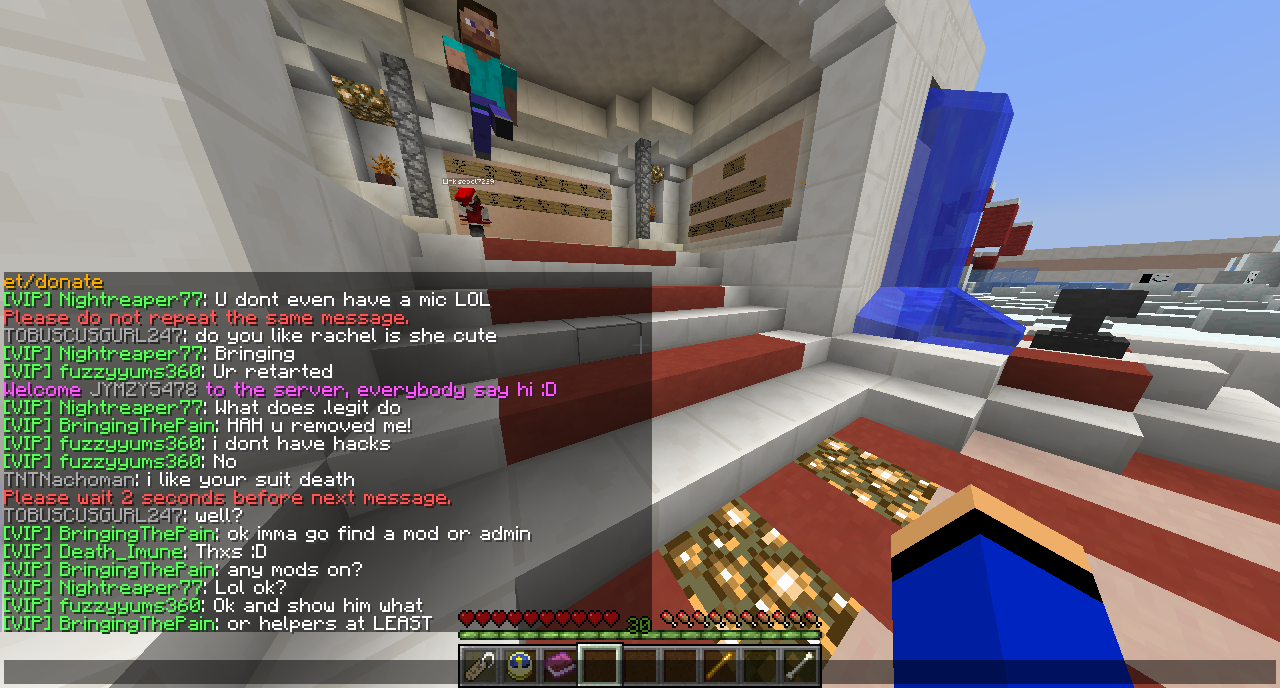 et/donate
[VIP] Nightreaper77: U dont even have a mic LOL
Please do not repeat the same message.
TOBUSCUSGURL247: do you like rachel is she cute
[VIP] Nightreaper77: Bringing
[VIP] fuzzyyums360: Ur retarted
Welcome JYMZY5478 to the server, everybody say hi :D
[VIP] Nightreaper77: What does .legit do
[VIP] BringingThePain: HAH u removed me!
[VIP] fuzzyyums360: i dont have hacks
[VIP] fuzzyyums360: No
TNTNachoman: i like your suit death
Please wait 2 seconds before next message.
TOBUSCUSGURL247: well?
[VIP] BringingThePain: ok imma go find a mod or admin
[VIP] Death_Imune: Thxs :D
[VIP] BringingThePain: any mods on?
[VIP] Nightreaper77: Lol ok?
[VIP] fuzzyyums360: Ok and show him what
[VIP] BringingThePain: or helpers at LEAST
30